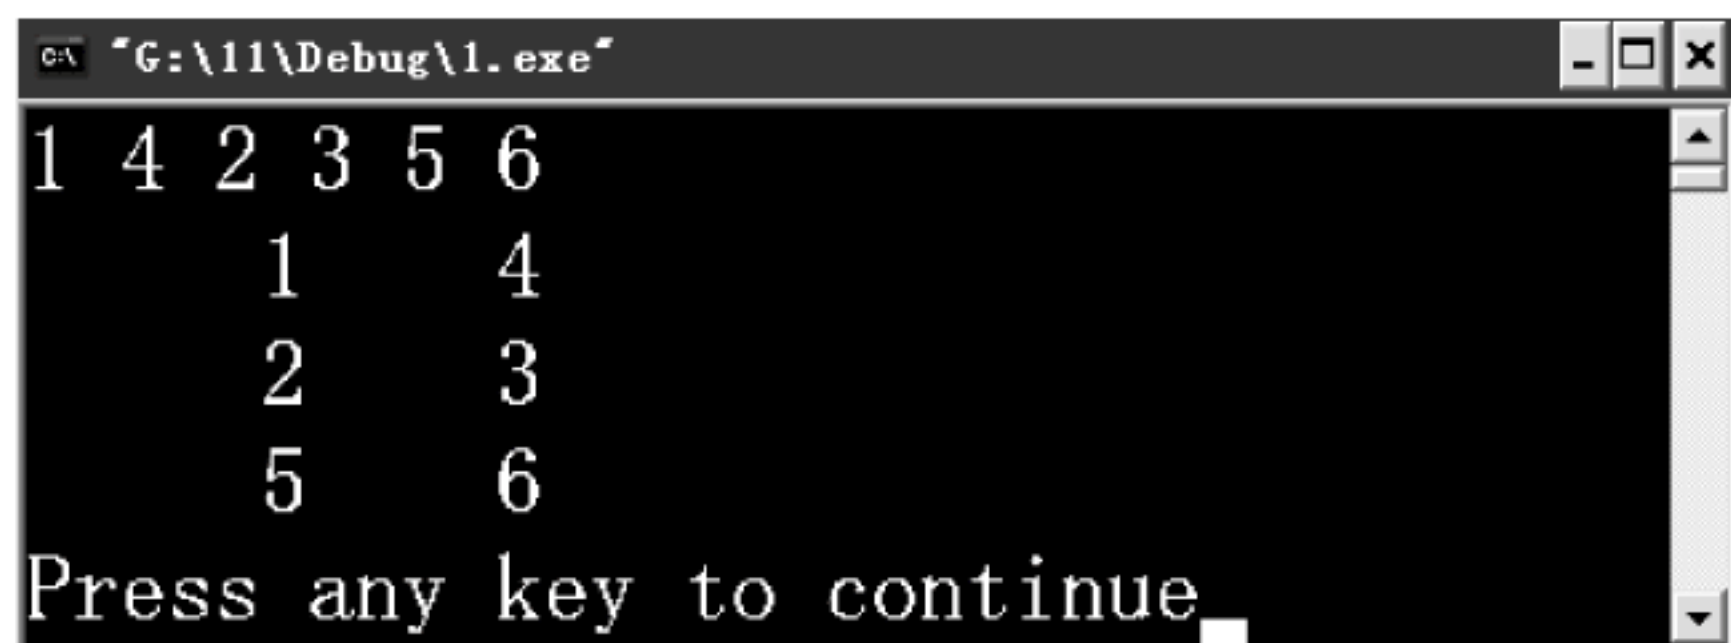 "G:\11\Debug\1.exe"
1 4 2 3 5 6
1 4
2 3
5 6
Press any key to continue_